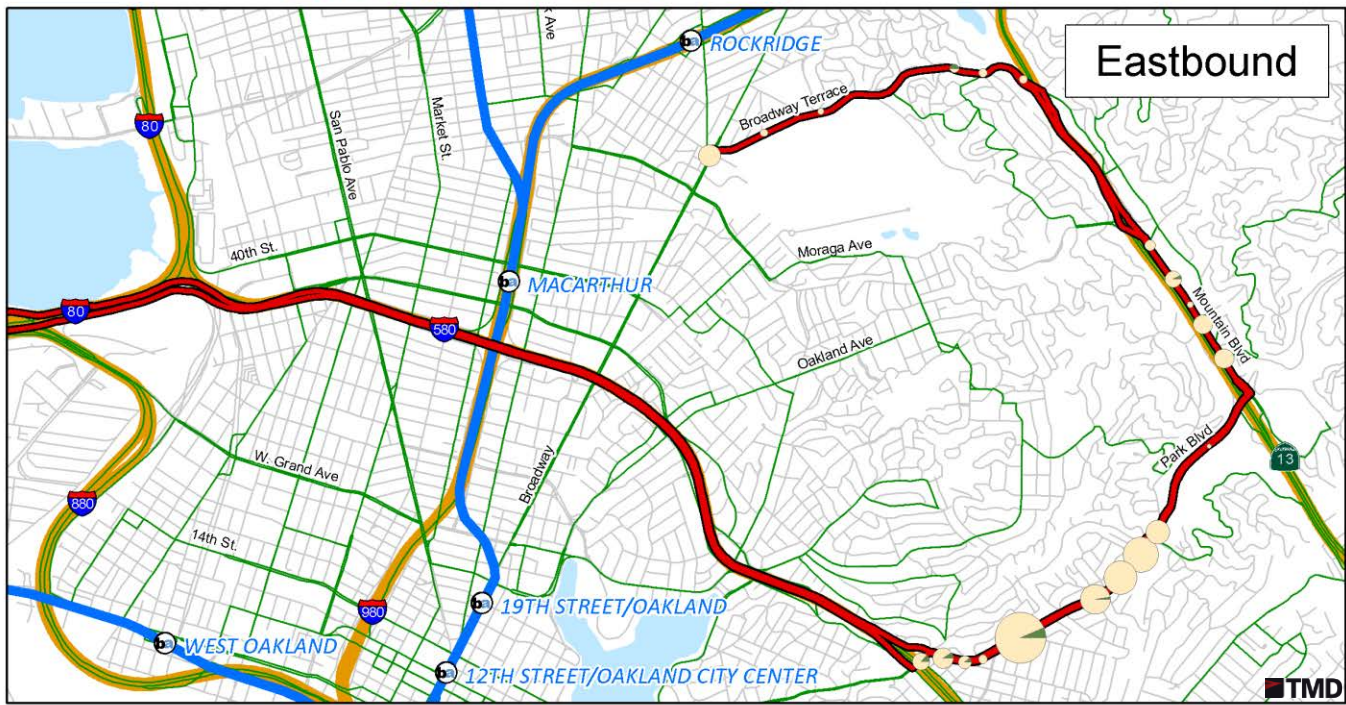 Eastbound
ROCKRIDGE
k Ave
80
Broadway Terrace
Market St.
San Pablo Ave
40th St.
Moraga Ave
MACARTHUR
80
580
Mountain Blvd
Oakland Ave
W. Grand Ave
Broadway
Park Blvd
13
880
14th St.
980
19TH STREET/OAKLAND
WEST OAKLAND
12TH STREET/OAKLAND CITY CENTER
TMD